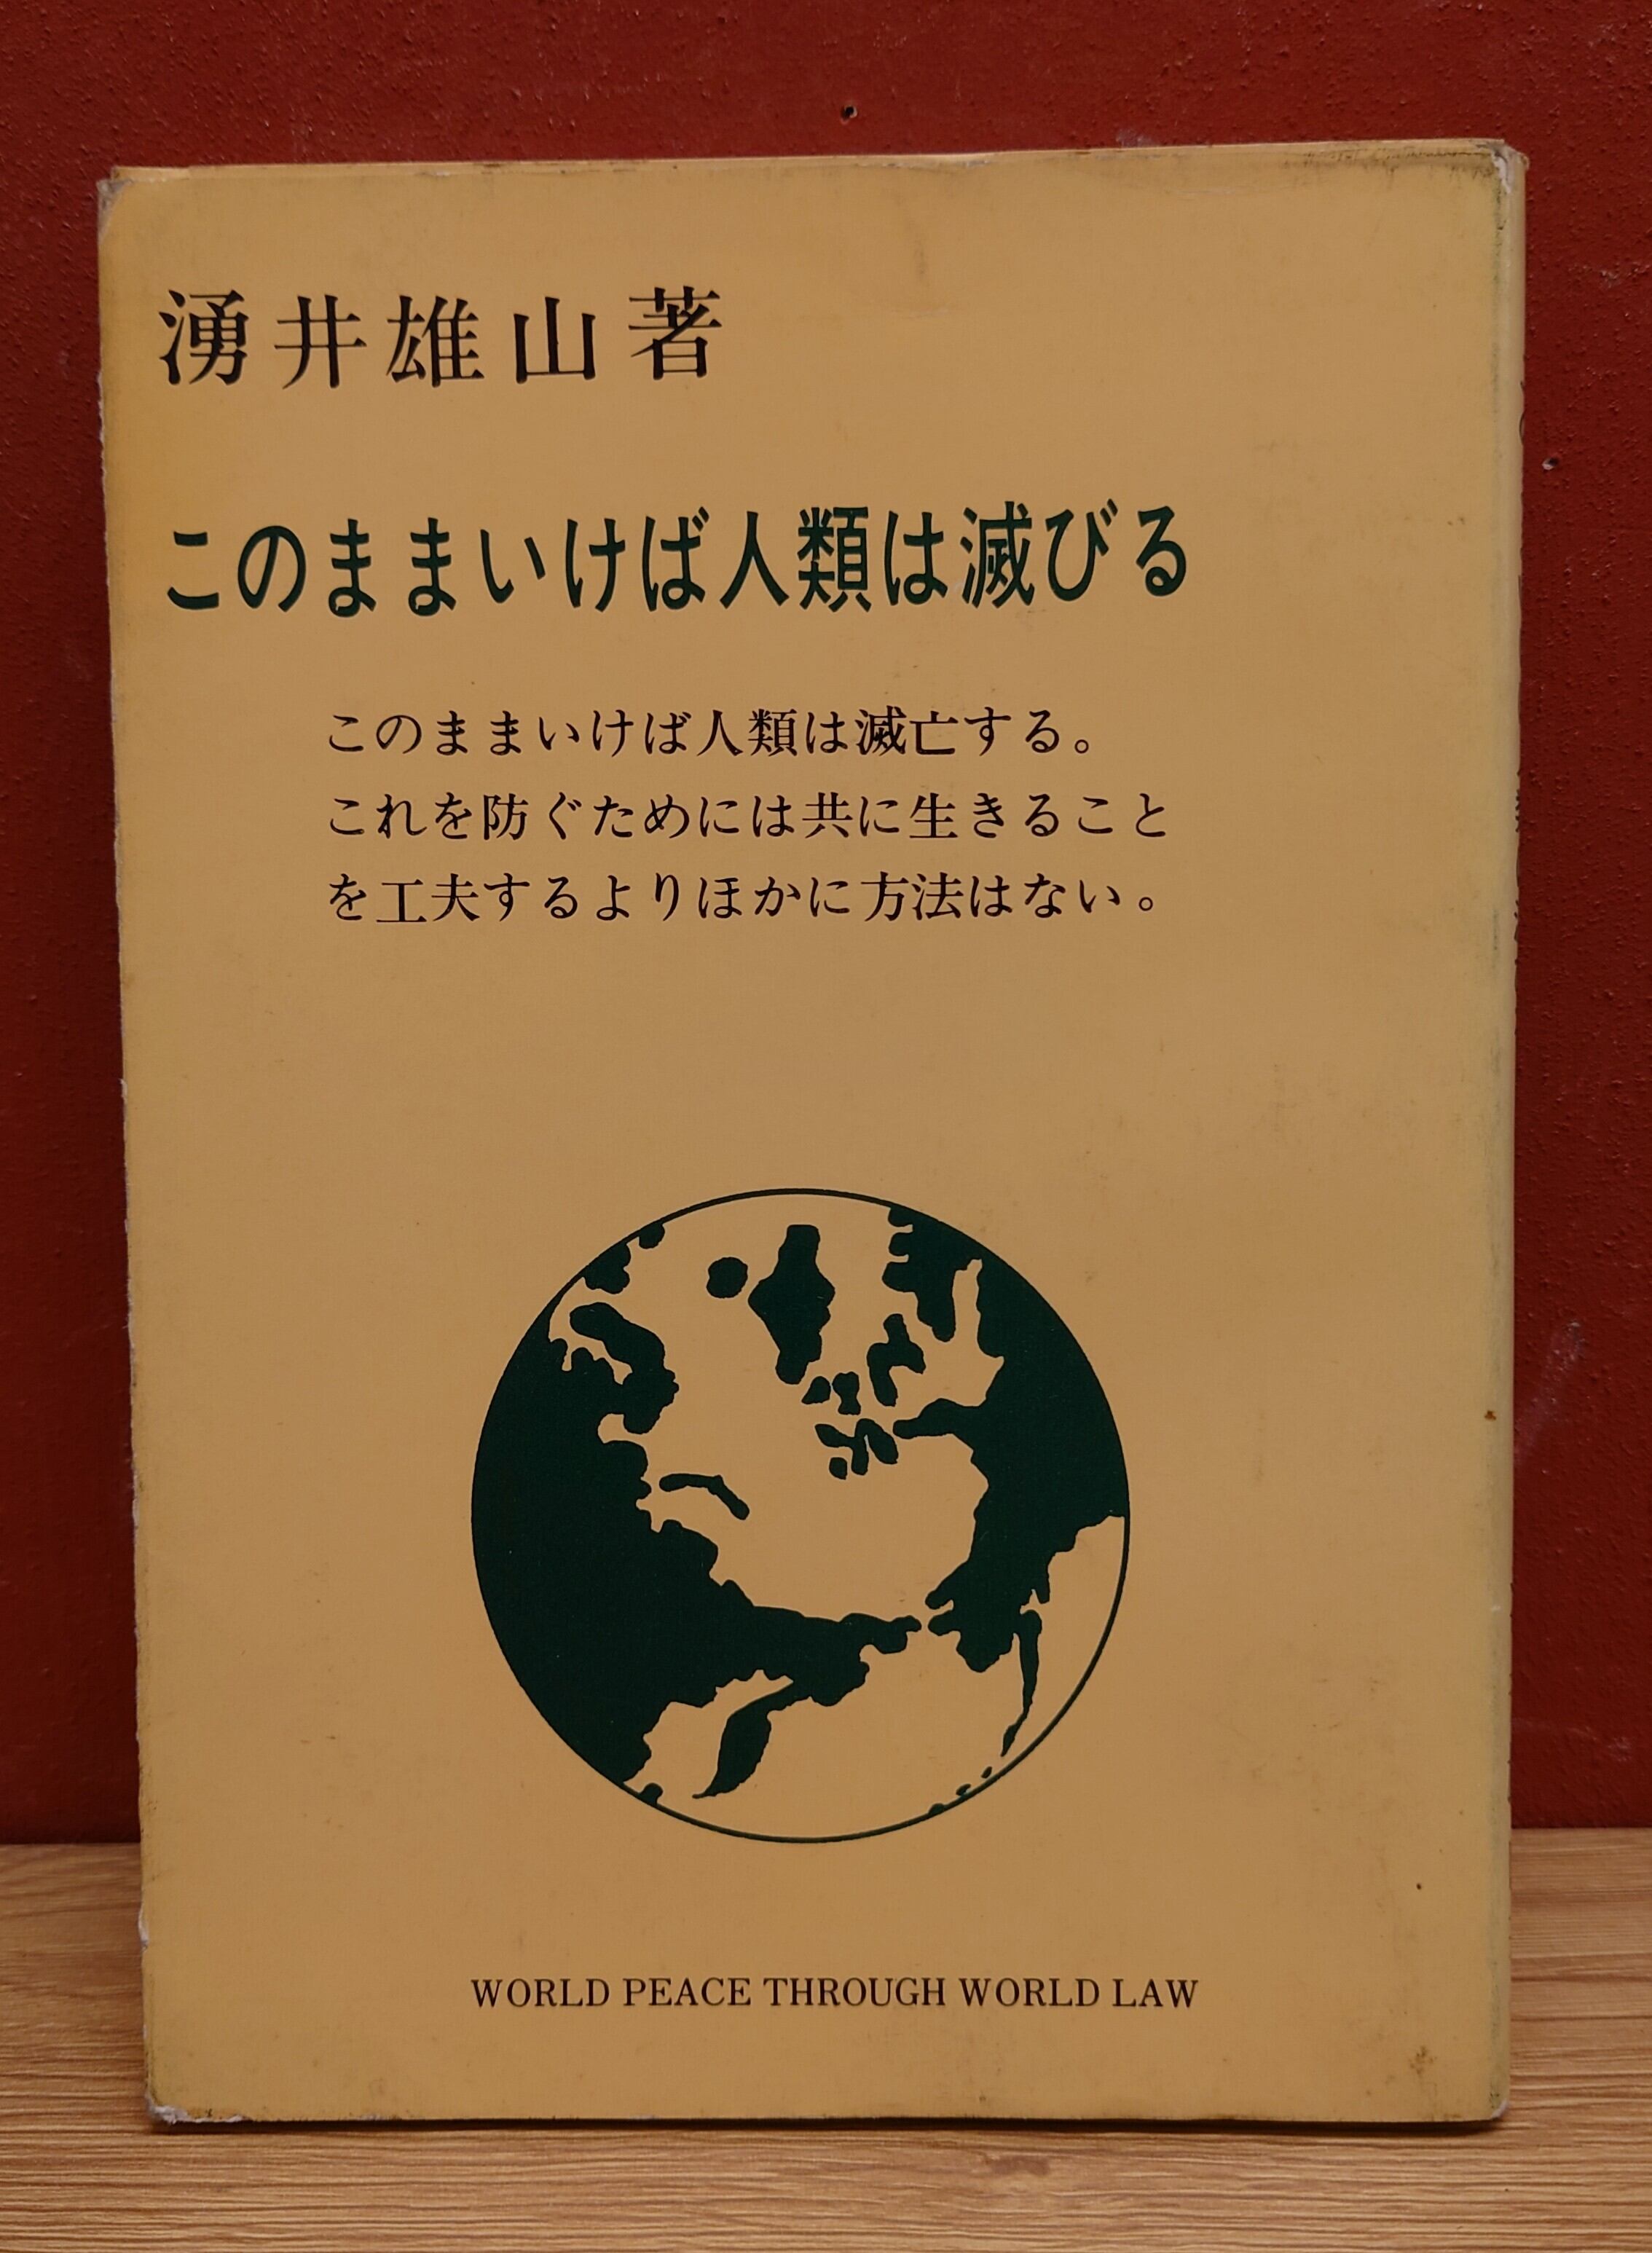 湧井雄山著
このままいけば人類は滅びる
このままいけば人類は滅亡する。
これを防ぐためには共に生きること
を工夫するよりほかに方法はない。
WORLD PEACE THROUGH WORLD LAW